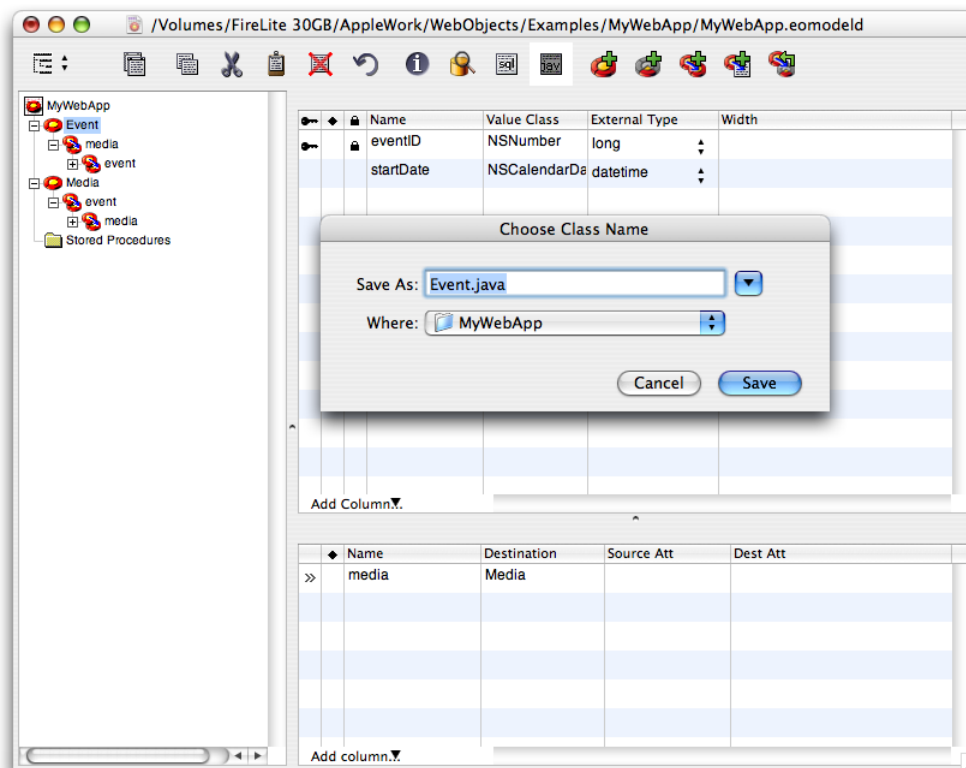 /Volumes/FireLite 30GB/AppleWork/WebObjects/Examples/MyWebApp/MyWebApp.eomodeld
sql jav
MyWebApp
Event
media
event
Media
event
media
Stored Procedures
Name Value Class External Type Width
eventID NSNumber long
startDate NSCalendarDa datetime
Choose Class Name
Save As: Event.java
Where: MyWebApp
Cancel Save
Add Column...
Name Destination Source Att Dest Att
media Media
Add column...